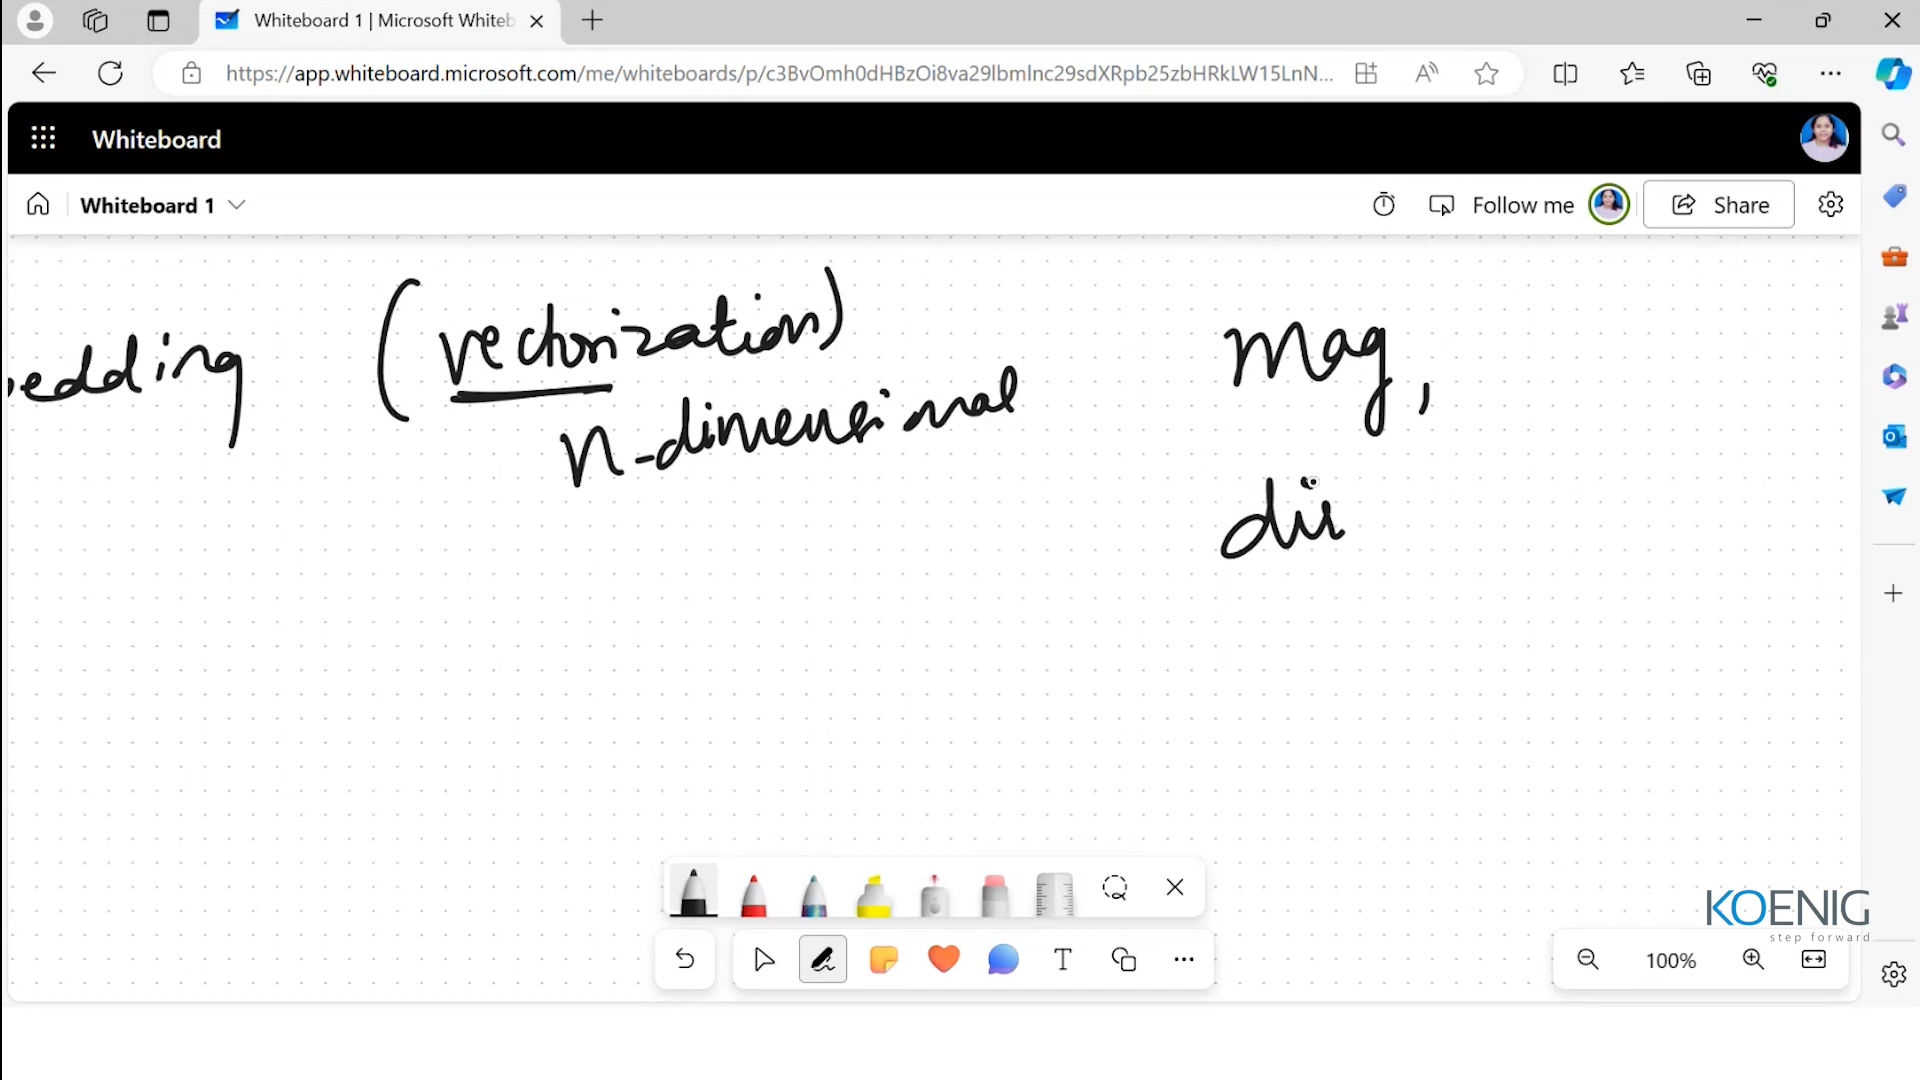 Whiteboard 1 | Microsoft Whiteb
https://app.whiteboard.microsoft.com/me/whiteboards/p/c3BvOmh0dHBzOi8va29lbmlnc29sdXRpb25zbHRkLW15LnN...
Whiteboard
Whiteboard 1
Follow me
Share
edding (vectorization)
n-dimensional
Mag,
dir
KOENIG
step forward
100%